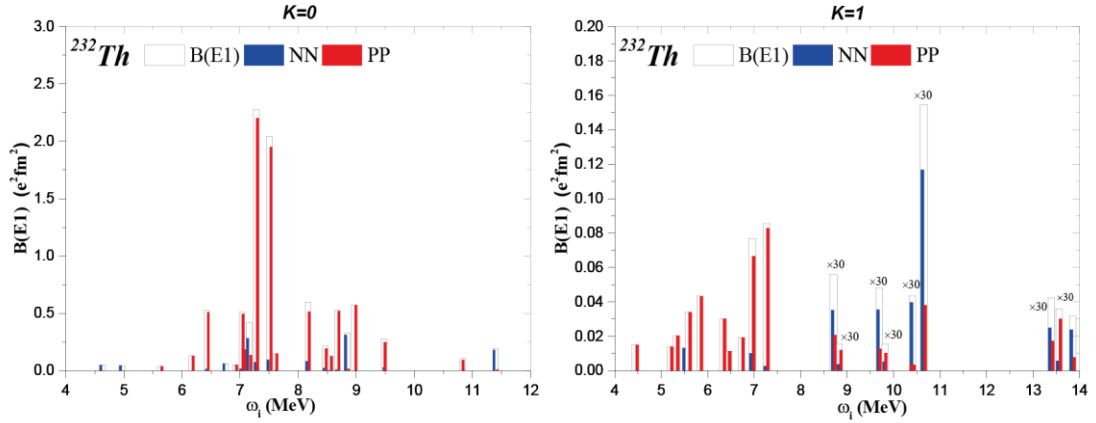 K=0
²³²Th B(E1) NN PP
B(E1) (e²fm²)
3.0
2.5
2.0
1.5
1.0
0.5
0.0
4 5 6 7 8 9 10 11 12
ωᵢ (MeV)
K=1
²³²Th B(E1) NN PP
B(E1) (e²fm²)
0.20
0.18
0.16
0.14
0.12
0.10
0.08
0.06
0.04
0.02
0.00
×30
×30
×30
×30
×30
×30
×30
×30
4 5 6 7 8 9 10 11 12 13 14
ωᵢ (MeV)